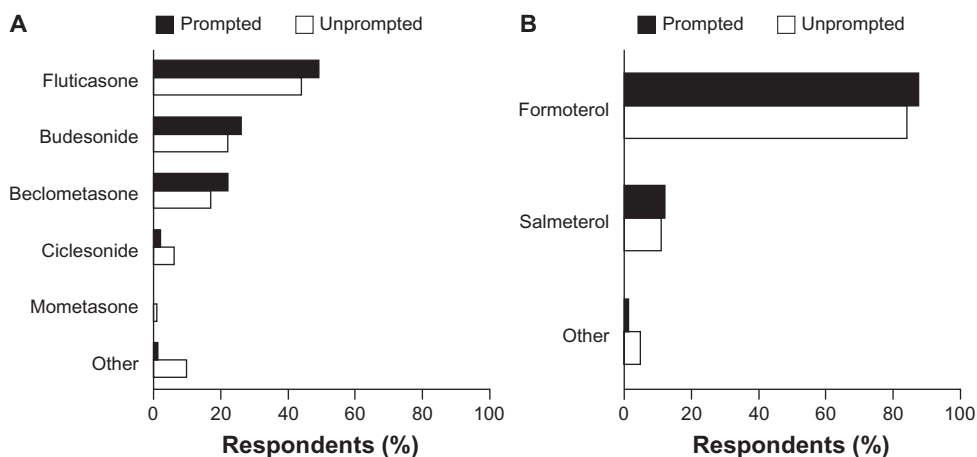 A
Prompted
Unprompted
Fluticasone
Budesonide
Beclometasone
Ciclesonide
Mometasone
Other
0 20 40 60 80 100
Respondents (%)
B
Prompted
Unprompted
Formoterol
Salmeterol
Other
0 20 40 60 80 100
Respondents (%)